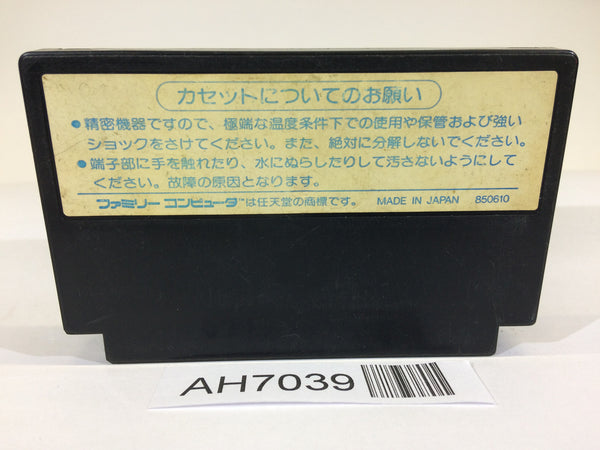 カセットについてのお願い
●精密機器ですので、極端な温度条件下での使用や保管および強い
ショックをさけてください。また、絶対に分解しないでください。
●端子部に手を触れたり、水にぬらしたりして汚さないようにして
ください。故障の原因となります。
ファミリーコンピュータ™は任天堂の商標です。 MADE IN JAPAN 850610
AH7039